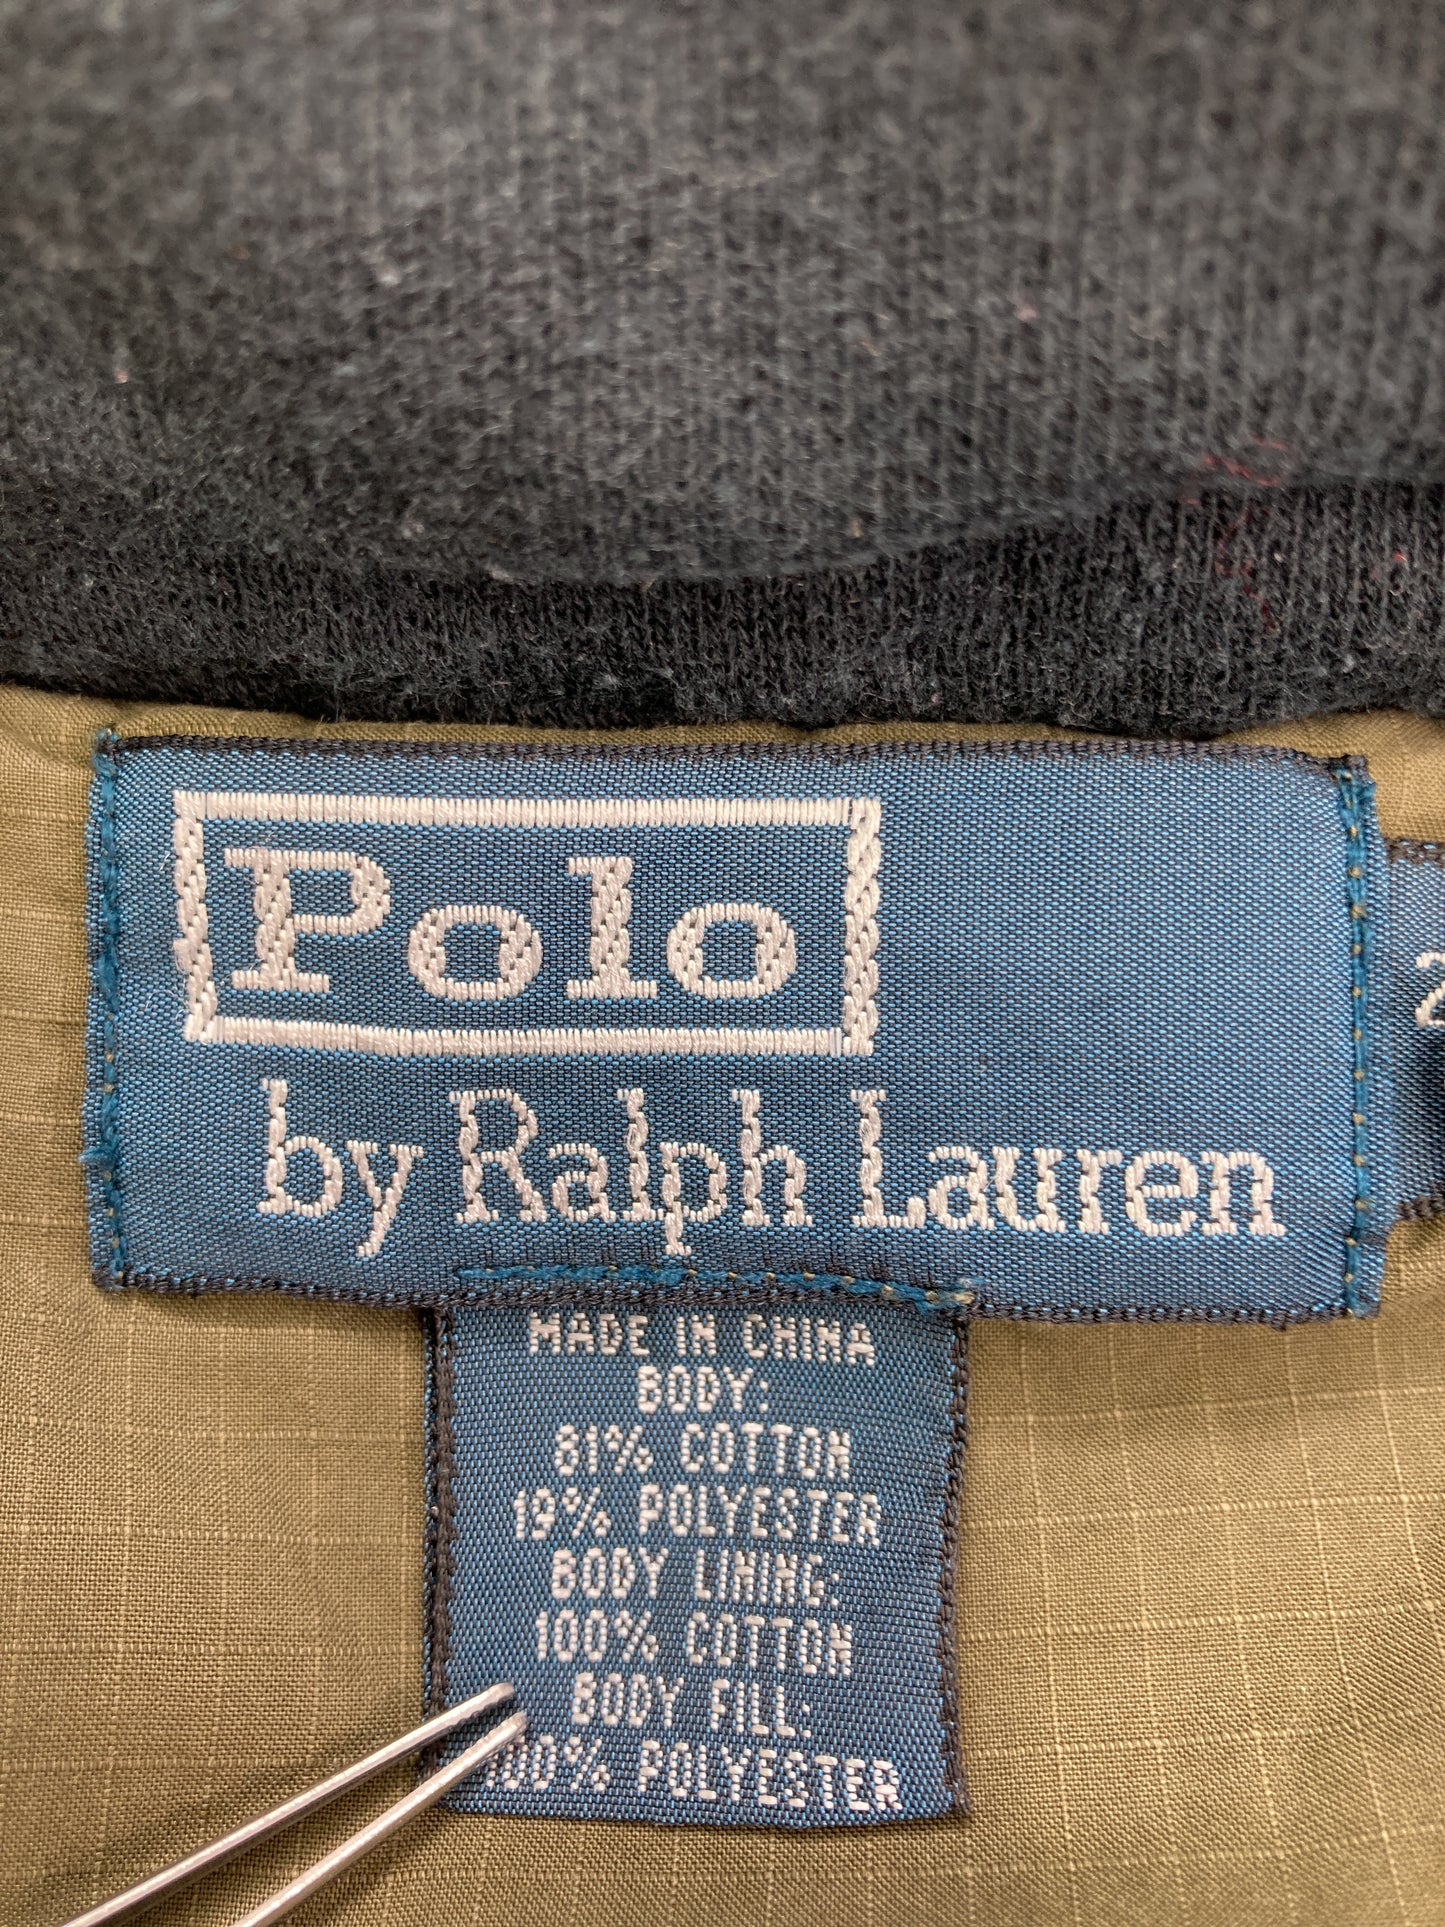 Polo
by Ralph Lauren
2
MADE IN CHINA
BODY:
81% COTTON
19% POLYESTER
BODY LINING:
100% COTTON
BODY FILL:
100% POLYESTER